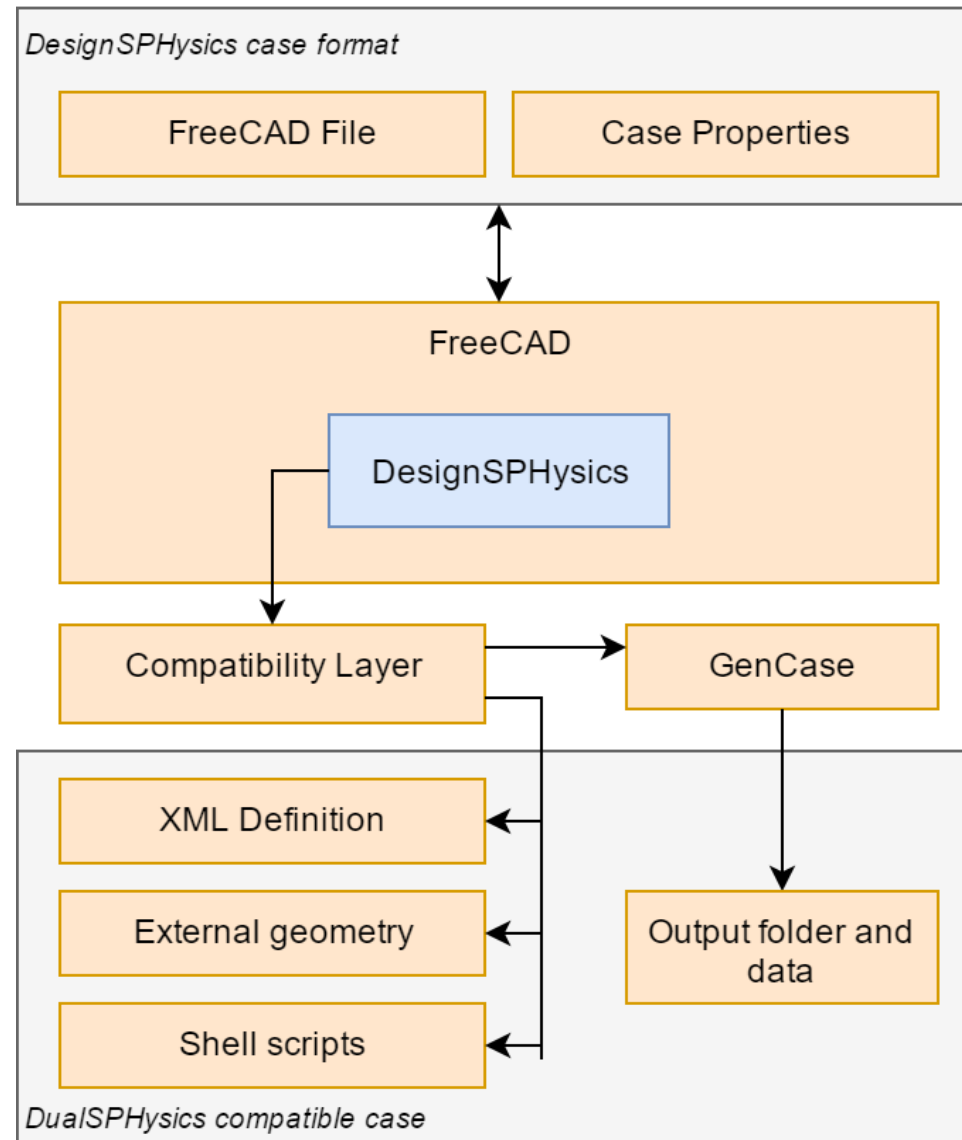 DesignSPHysics case format
FreeCAD File
Case Properties
FreeCAD
DesignSPHysics
Compatibility Layer
GenCase
XML Definition
External geometry
Output folder and
data
Shell scripts
DualSPHysics compatible case